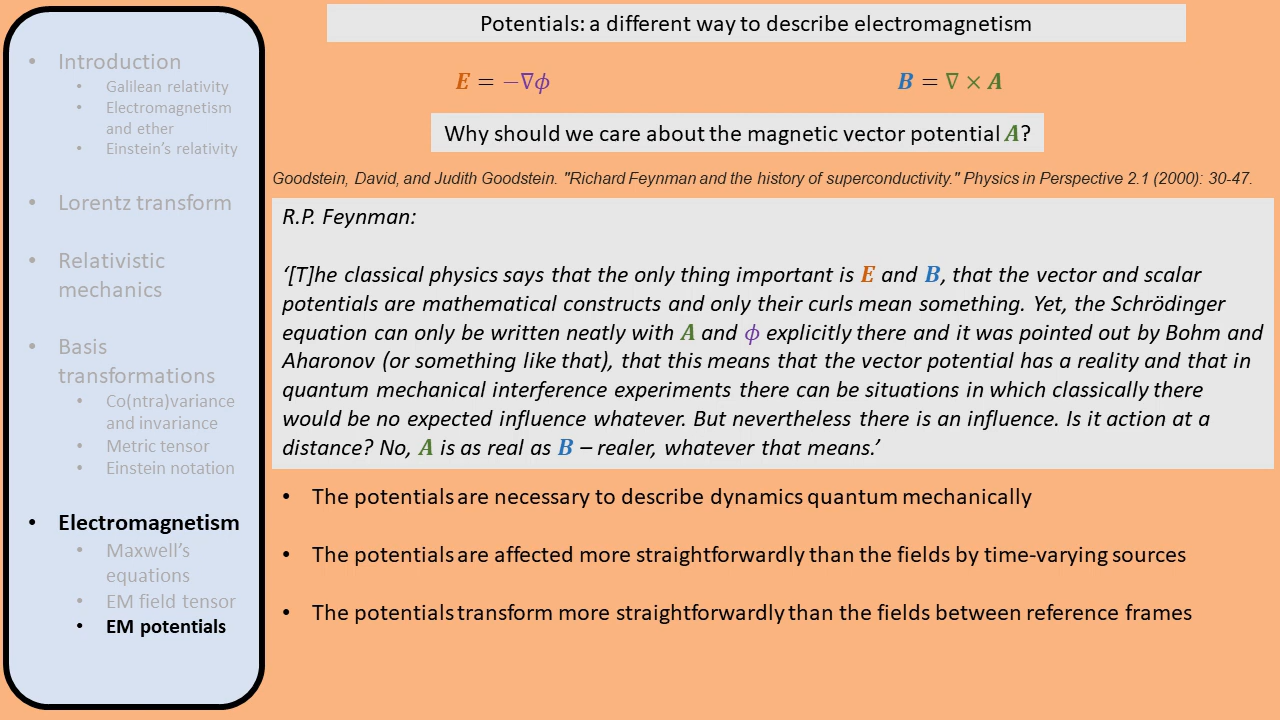 • Introduction
• Galilean relativity
• Electromagnetism
and ether
• Einstein's relativity
• Lorentz transform
• Relativistic
mechanics
• Basis
transformations
• Co(ntra)variance
and invariance
• Metric tensor
• Einstein notation
• Electromagnetism
• Maxwell's
equations
• EM field tensor
• EM potentials
Potentials: a different way to describe electromagnetism
E = −∇ϕ
B = ∇ × A
Why should we care about the magnetic vector potential A?
Goodstein, David, and Judith Goodstein. "Richard Feynman and the history of superconductivity." Physics in Perspective 2.1 (2000): 30-47.
R.P. Feynman:
‘[T]he classical physics says that the only thing important is E and B, that the vector and scalar
potentials are mathematical constructs and only their curls mean something. Yet, the Schrödinger
equation can only be written neatly with A and ϕ explicitly there and it was pointed out by Bohm and
Aharonov (or something like that), that this means that the vector potential has a reality and that in
quantum mechanical interference experiments there can be situations in which classically there
would be no expected influence whatever. But nevertheless there is an influence. Is it action at a
distance? No, A is as real as B – realer, whatever that means.’
• The potentials are necessary to describe dynamics quantum mechanically
• The potentials are affected more straightforwardly than the fields by time-varying sources
• The potentials transform more straightforwardly than the fields between reference frames